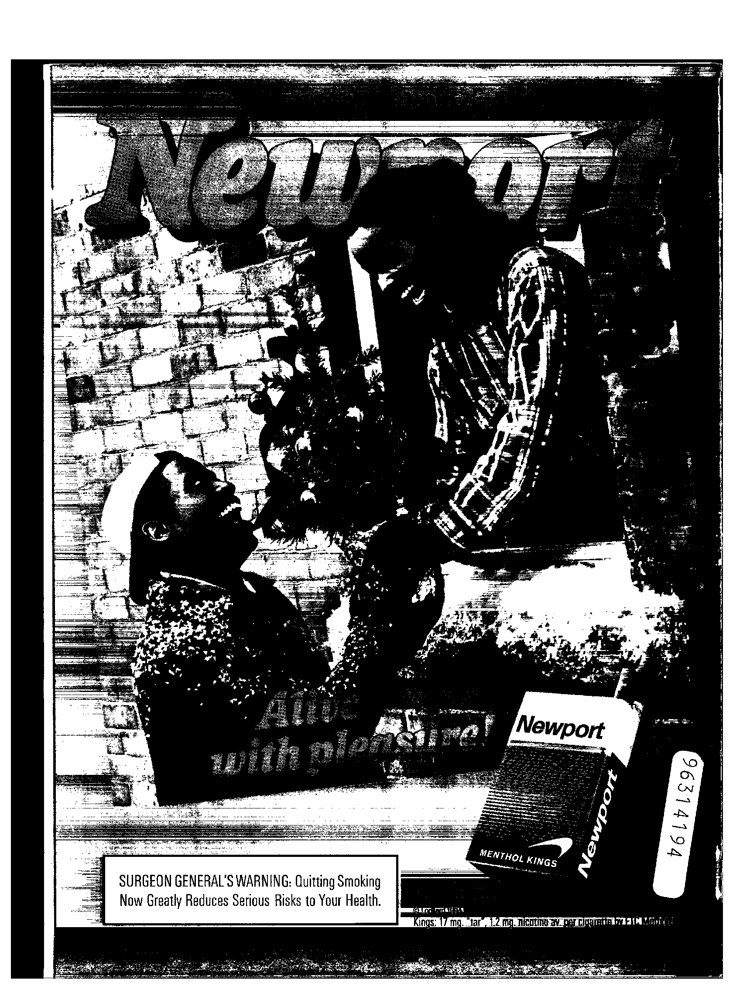 Newport
Alive
with pleasure!
Newport
Newport
MENTHOL KINGS
96314194
SURGEON GENERAL'S WARNING: Quitting Smoking
Now Greatly Reduces Serious Risks to Your Health.
Kings: 17 mg. "tar", 1.2 mg. nicotine av. per cigarette by FTC Method.